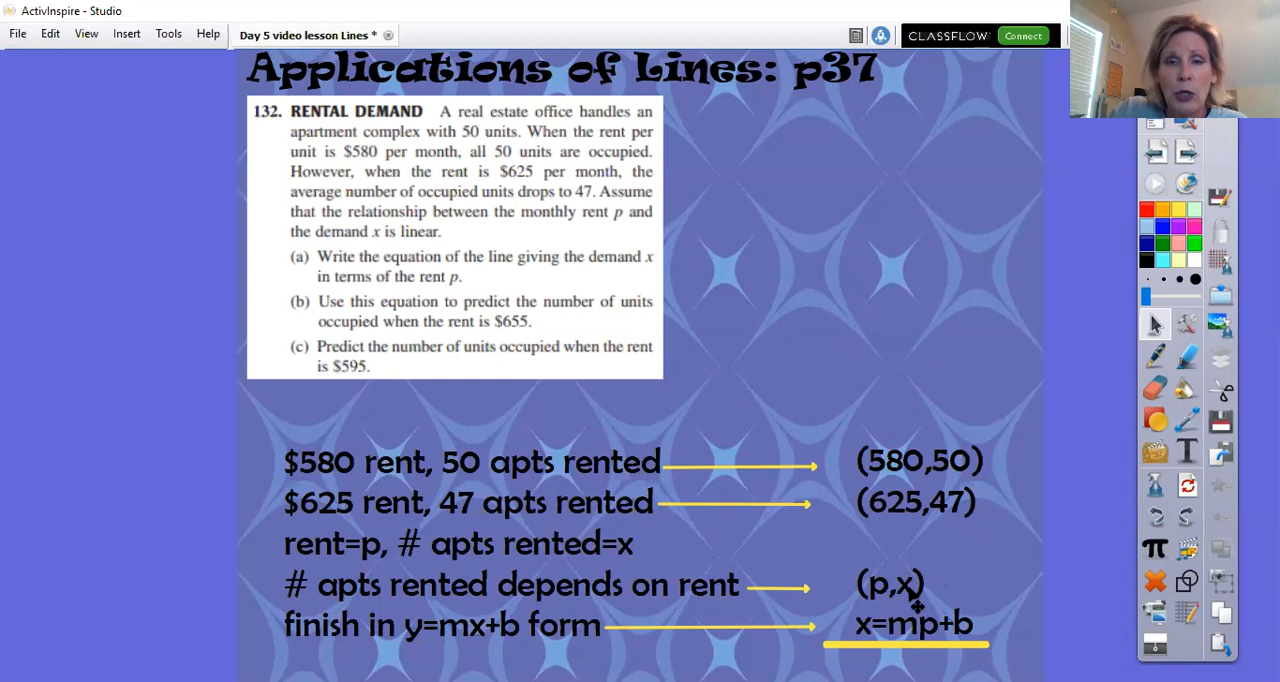 ActivInspire - Studio
File Edit View Insert Tools Help
Day 5 video lesson Lines *
CLASSFLOW Connect
Applications of Lines: p37
132. RENTAL DEMAND A real estate office handles an
apartment complex with 50 units. When the rent per
unit is $580 per month, all 50 units are occupied.
However, when the rent is $625 per month, the
average number of occupied units drops to 47. Assume
that the relationship between the monthly rent p and
the demand x is linear.
(a) Write the equation of the line giving the demand x
in terms of the rent p.
(b) Use this equation to predict the number of units
occupied when the rent is $655.
(c) Predict the number of units occupied when the rent
is $595.
$580 rent, 50 apts rented (580,50)
$625 rent, 47 apts rented (625,47)
rent=p, # apts rented=x
# apts rented depends on rent (p,x)
finish in y=mx+b form x=mp+b